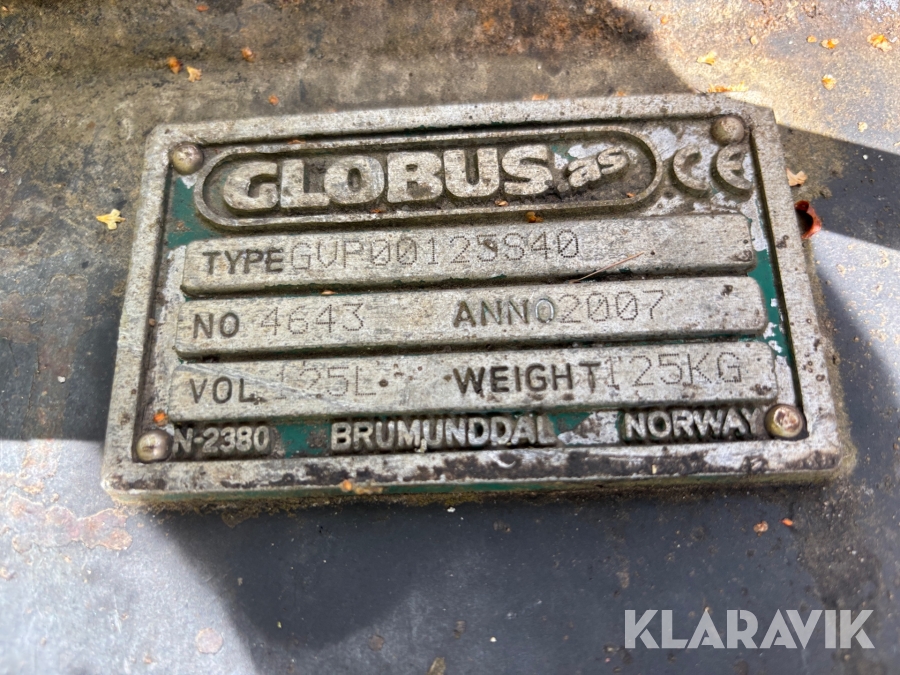 GLOBUS as CE
TYPE GVP00125S40
NO 4643 ANNO 2007
VOL 125L WEIGHT 125KG
N-2380 BRUMUNDDAL NORWAY
KLARAVIK